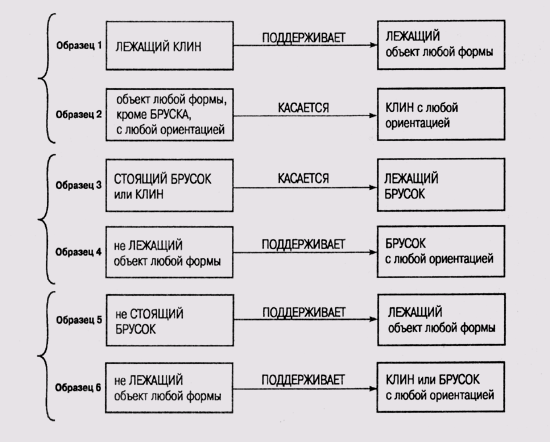 Образец 1
ЛЕЖАЩИЙ КЛИН
ПОДДЕРЖИВАЕТ
ЛЕЖАЩИЙ
объект любой формы
Образец 2
объект любой формы,
кроме БРУСКА,
с любой ориентацией
КАСАЕТСЯ
КЛИН с любой
ориентацией
Образец 3
СТОЯЩИЙ БРУСОК
или КЛИН
КАСАЕТСЯ
ЛЕЖАЩИЙ
БРУСОК
Образец 4
не ЛЕЖАЩИЙ
объект любой формы
ПОДДЕРЖИВАЕТ
БРУСОК
с любой ориентацией
Образец 5
не СТОЯЩИЙ
БРУСОК
ПОДДЕРЖИВАЕТ
ЛЕЖАЩИЙ
объект любой формы
Образец 6
не ЛЕЖАЩИЙ
объект любой формы
ПОДДЕРЖИВАЕТ
КЛИН или БРУСОК
с любой ориентацией